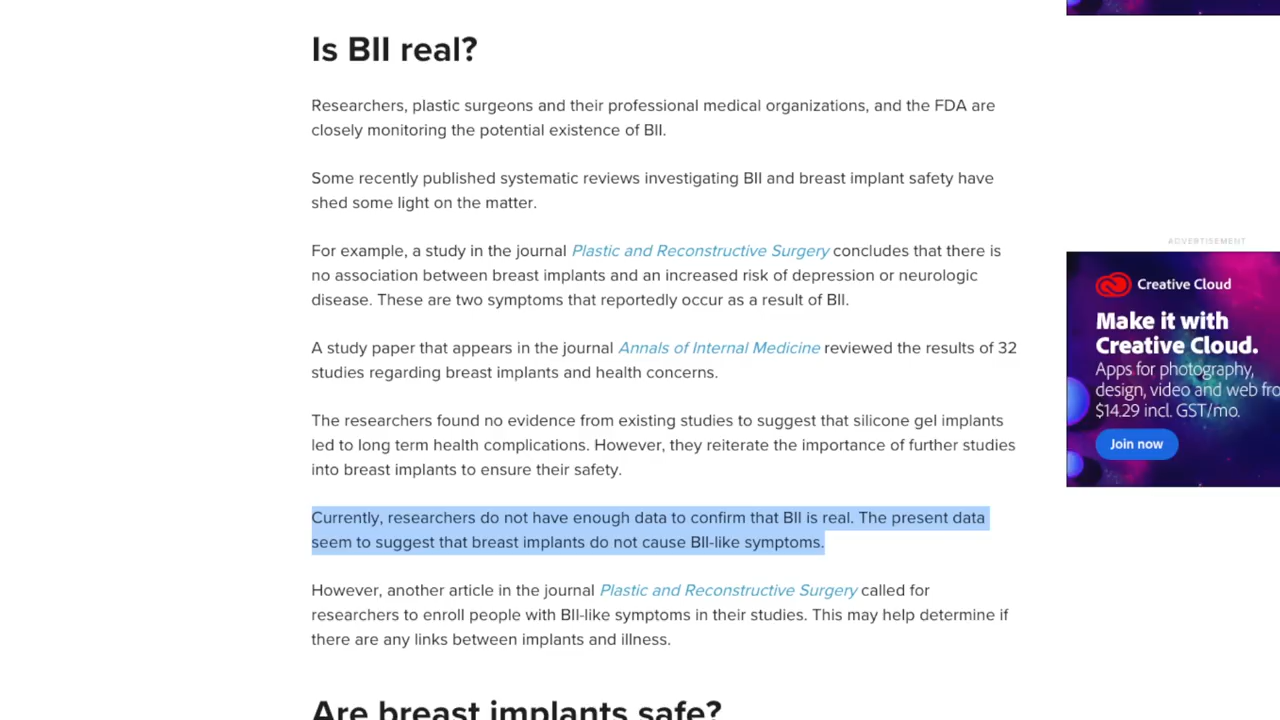 Is BII real?
Researchers, plastic surgeons and their professional medical organizations, and the FDA are
closely monitoring the potential existence of BII.
Some recently published systematic reviews investigating BII and breast implant safety have
shed some light on the matter.
For example, a study in the journal Plastic and Reconstructive Surgery concludes that there is
no association between breast implants and an increased risk of depression or neurologic
disease. These are two symptoms that reportedly occur as a result of BII.
A study paper that appears in the journal Annals of Internal Medicine reviewed the results of 32
studies regarding breast implants and health concerns.
The researchers found no evidence from existing studies to suggest that silicone gel implants
led to long term health complications. However, they reiterate the importance of further studies
into breast implants to ensure their safety.
Currently, researchers do not have enough data to confirm that BII is real. The present data
seem to suggest that breast implants do not cause BII-like symptoms.
However, another article in the journal Plastic and Reconstructive Surgery called for
researchers to enroll people with BII-like symptoms in their studies. This may help determine if
there are any links between implants and illness.
Are breast implants safe?
ADVERTISEMENT
Creative Cloud
Make it with
Creative Cloud.
Apps for photography,
design, video and web fro
$14.29 incl. GST/mo.
Join now